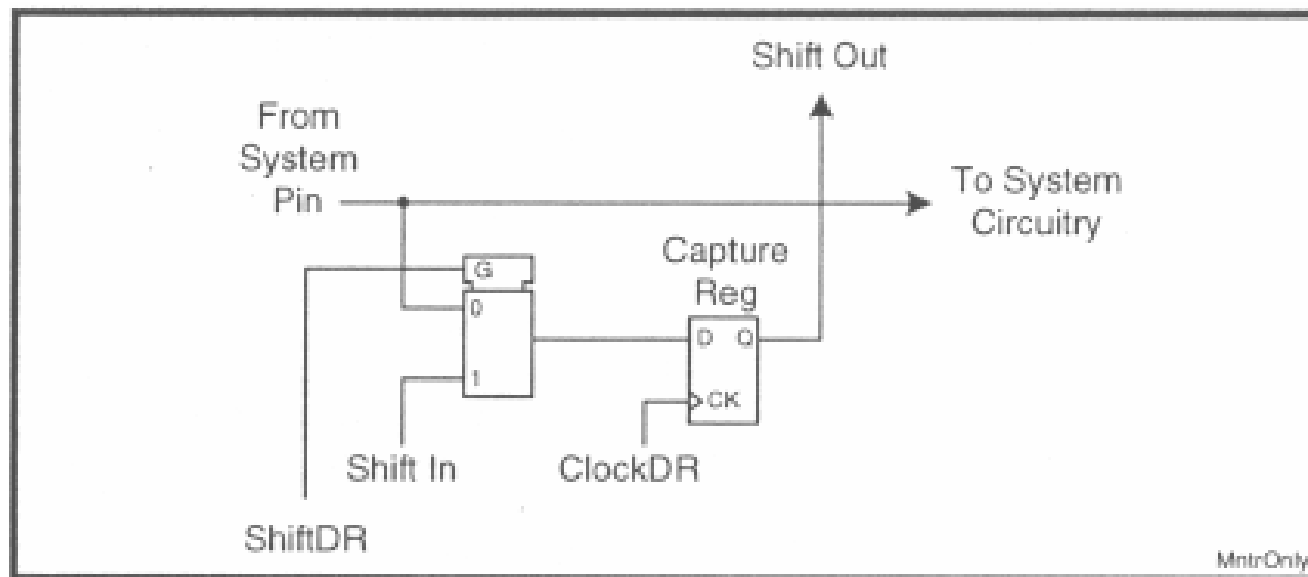 Shift Out
From
System
Pin
To System
Circuitry
Capture
Reg
G
0
D Q
1
CK
Shift In
ClockDR
ShiftDR
MntrOnly